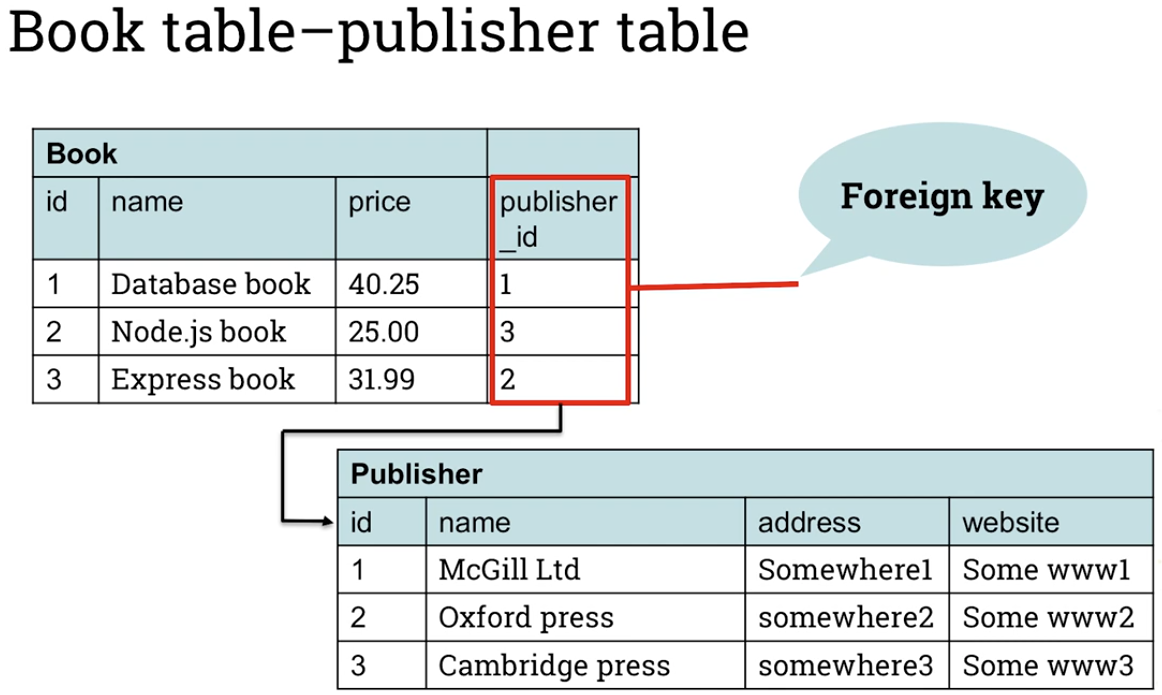 Book table–publisher table
Book
id name price publisher
_id
1 Database book 40.25 1
2 Node.js book 25.00 3
3 Express book 31.99 2
Foreign key
Publisher
id name address website
1 McGill Ltd Somewhere1 Some www1
2 Oxford press somewhere2 Some www2
3 Cambridge press somewhere3 Some www3